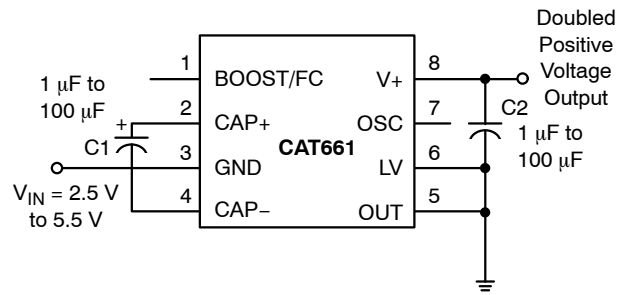 Doubled
Positive
Voltage
Output
1 μF to
100 μF
+
C1
V_IN = 2.5 V
to 5.5 V
1
2
3
4
BOOST/FC
CAP+
GND
CAP−
CAT661
V+
OSC
LV
OUT
8
7
6
5
C2
1 μF to
100 μF